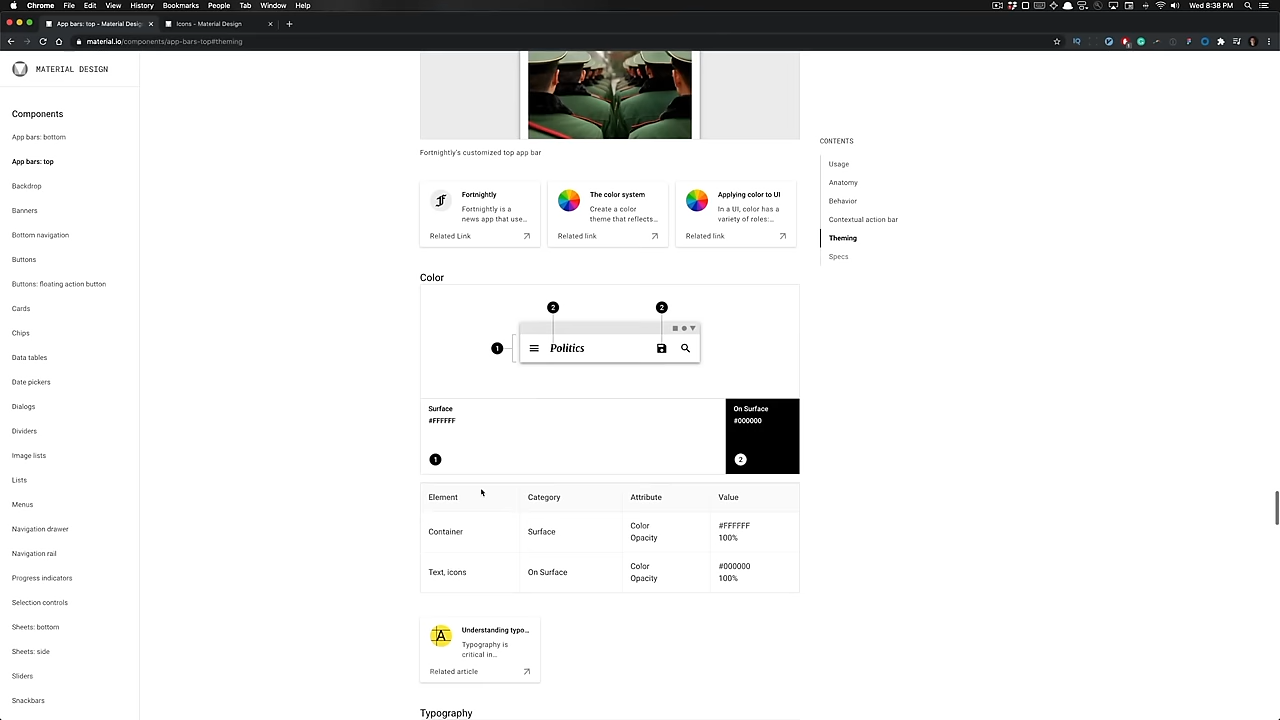 Chrome File Edit View History Bookmarks People Tab Window Help
Wed 8:38 PM
App bars: top – Material Desig
Icons – Material Design
material.io/components/app-bars-top#theming
MATERIAL DESIGN
Components
App bars: bottom
App bars: top
Backdrop
Banners
Bottom navigation
Buttons
Buttons: floating action button
Cards
Chips
Data tables
Date pickers
Dialogs
Dividers
Image lists
Lists
Menus
Navigation drawer
Navigation rail
Progress indicators
Selection controls
Sheets: bottom
Sheets: side
Sliders
Snackbars
Fortnightly's customized top app bar
Fortnightly
Fortnightly is a
news app that use...
Related Link
The color system
Create a color
theme that reflects...
Related link
Applying color to UI
In a UI, color has a
variety of roles:...
Related link
Color
2 2
1 Politics
Surface
#FFFFFF
1
On Surface
#000000
2
Element Category Attribute Value
Container Surface Color #FFFFFF
Opacity 100%
Text, icons On Surface Color #000000
Opacity 100%
A
Understanding typo...
Typography is
critical in...
Related article
Typography
CONTENTS
Usage
Anatomy
Behavior
Contextual action bar
Theming
Specs